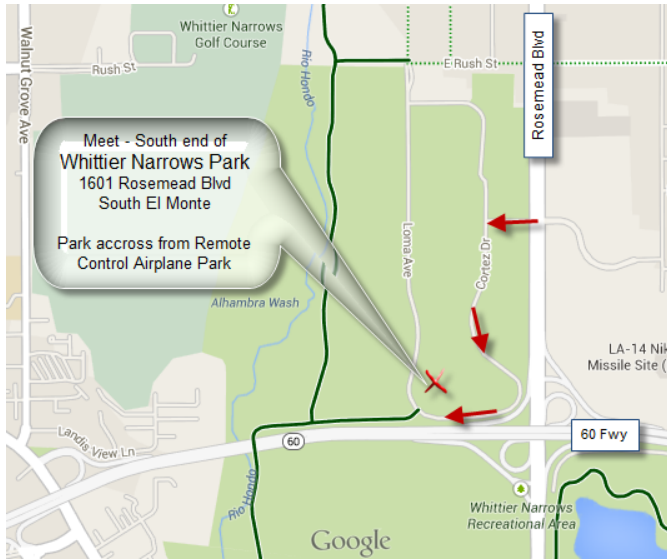 Whittier Narrows
Golf Course
Walnut Grove Ave
Rush St
E Rush St
Rio Hondo
Rosemead Blvd
Meet - South end of
Whittier Narrows Park
1601 Rosemead Blvd
South El Monte
Park accross from Remote
Control Airplane Park
Loma Ave
Cortez Dr
Alhambra Wash
LA-14 Nik
Missile Site (
Landis View Ln
60
60 Fwy
Rio Hondo
Whittier Narrows
Recreational Area
Google